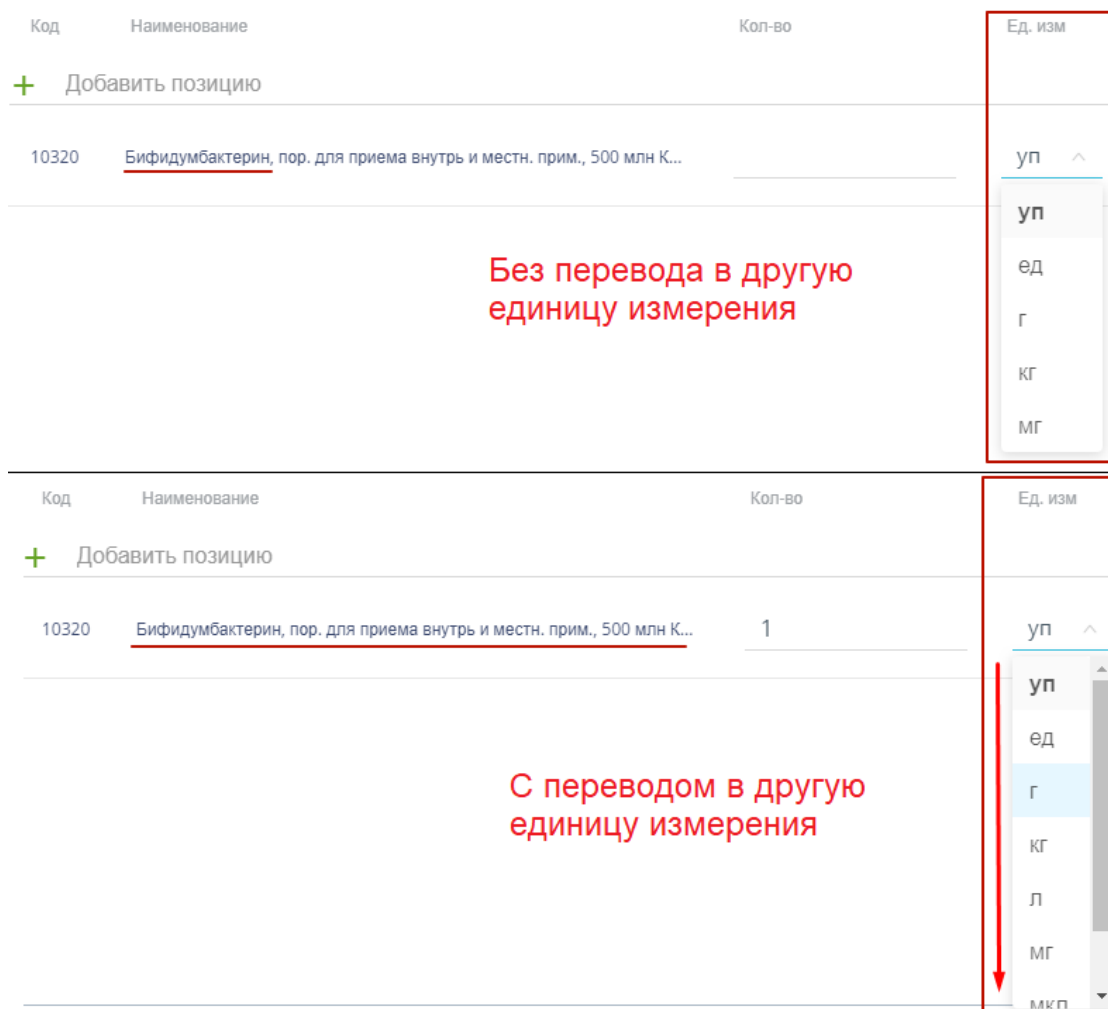 Код Наименование Кол-во Ед. изм
+ Добавить позицию
10320 Бифидумбактерин, пор. для приема внутрь и местн. прим., 500 млн К... уп
уп
ед
г
кг
мг
Без перевода в другую
единицу измерения
Код Наименование Кол-во Ед. изм
+ Добавить позицию
10320 Бифидумбактерин, пор. для приема внутрь и местн. прим., 500 млн К... 1 уп
уп
ед
г
кг
л
мг
мкл
С переводом в другую
единицу измерения